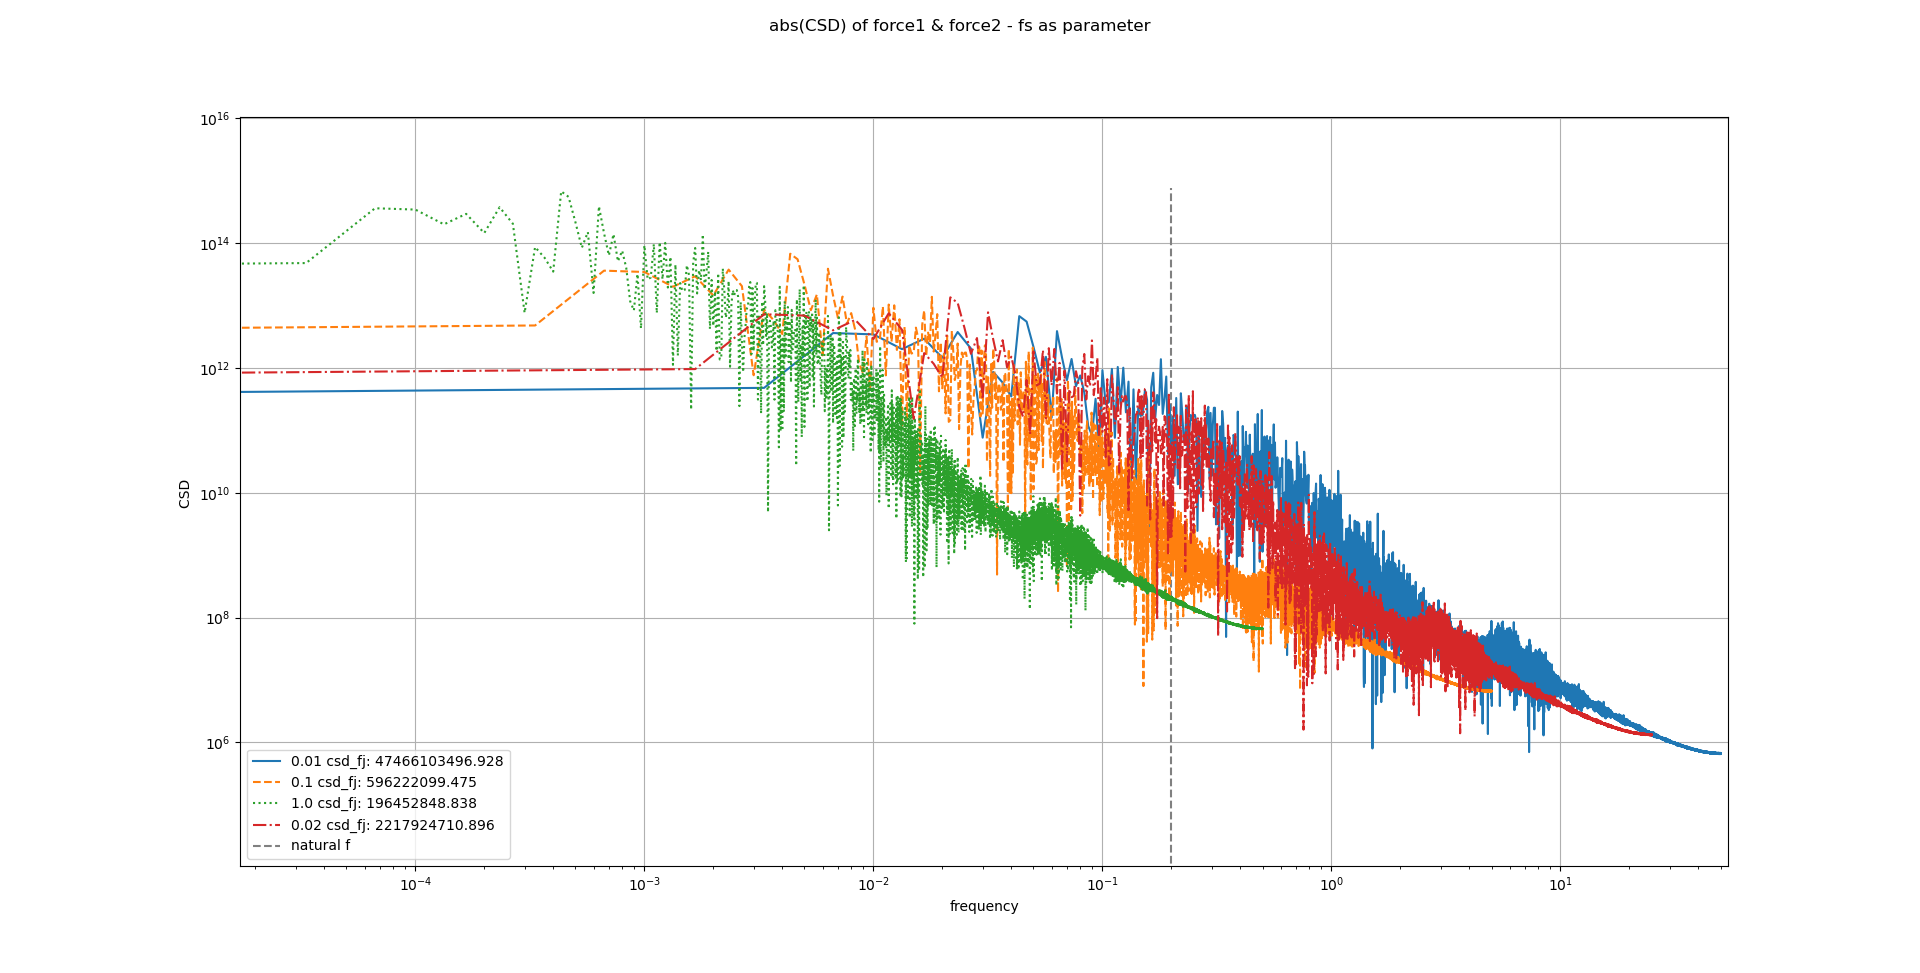 abs(CSD) of force1 & force2 - fs as parameter
10^16
10^14
10^12
10^10
10^8
10^6
CSD
0.01 csd_fj: 47466103496.928
0.1 csd_fj: 596222099.475
1.0 csd_fj: 196452848.838
0.02 csd_fj: 2217924710.896
natural f
10^-4 10^-3 10^-2 10^-1 10^0 10^1
frequency